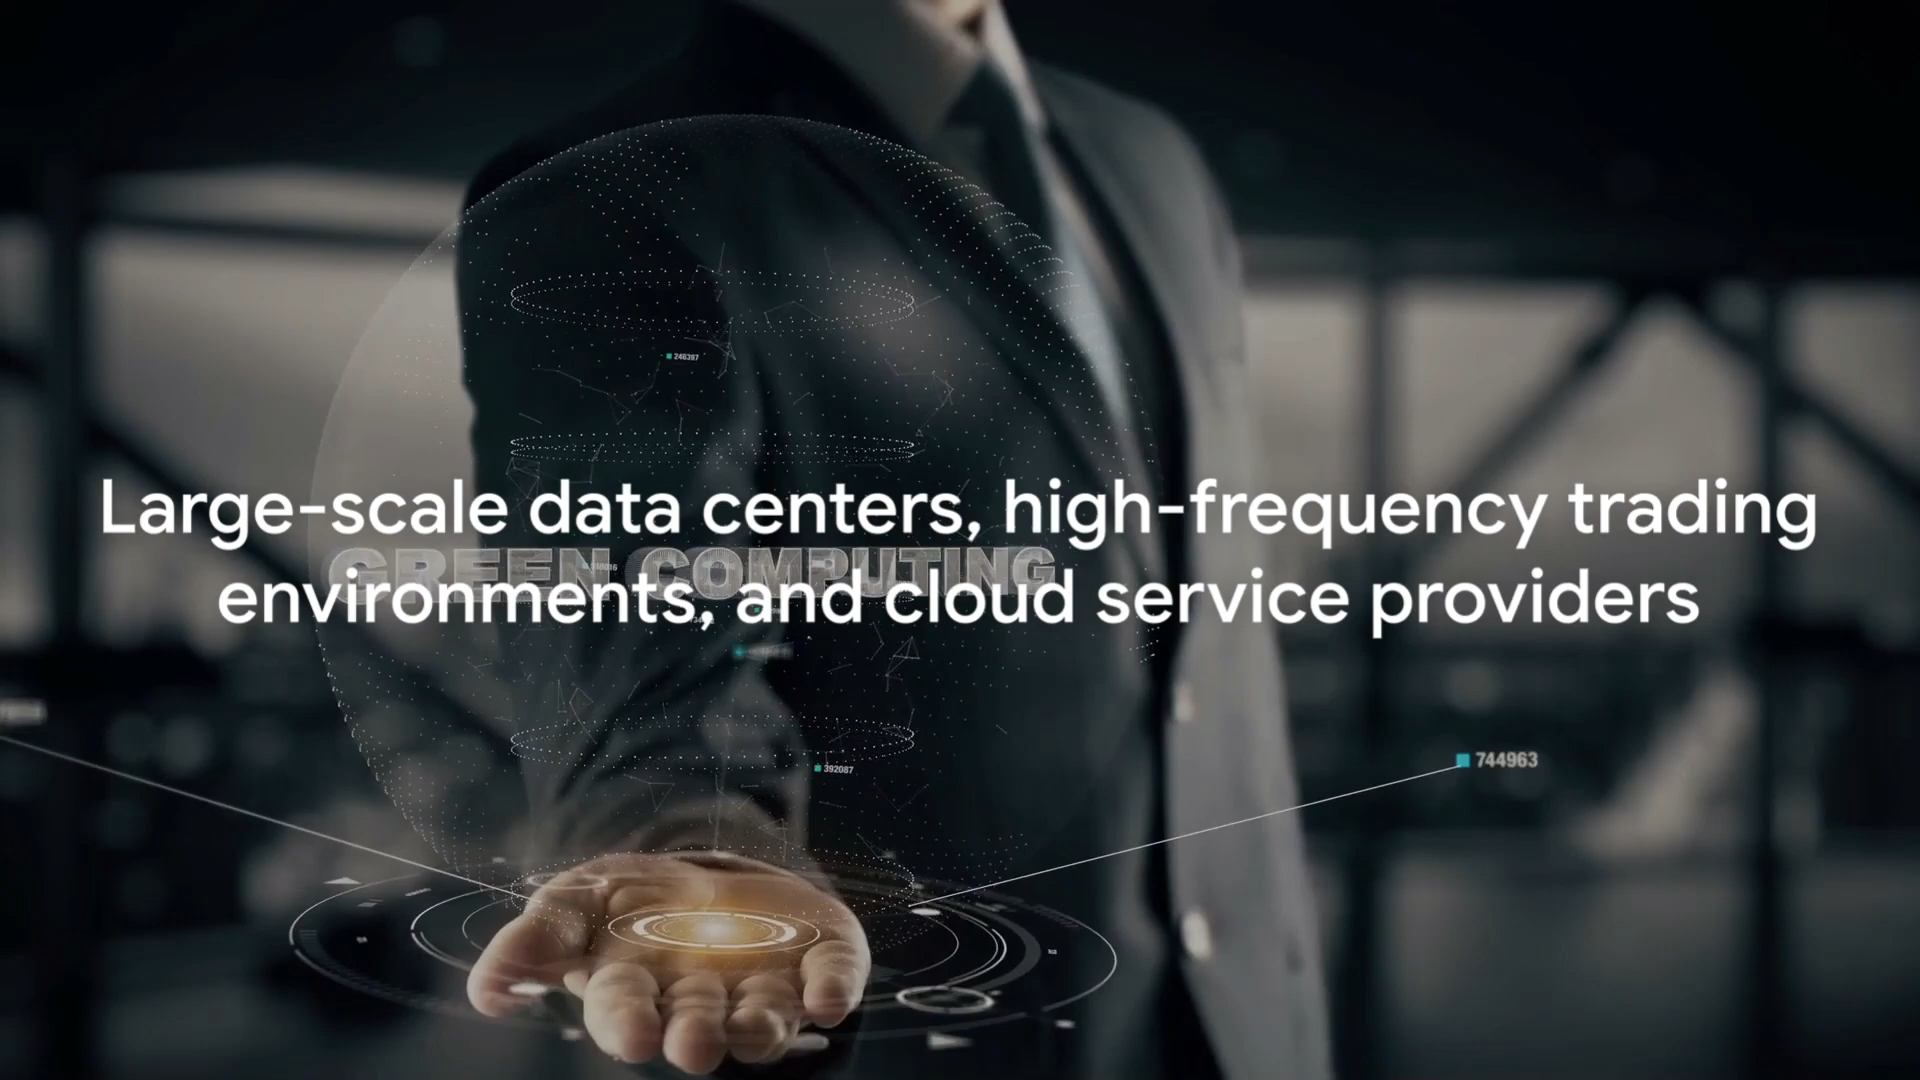 246397
Large-scale data centers, high-frequency trading
GREEN COMPUTING
environments, and cloud service providers
744963
392087